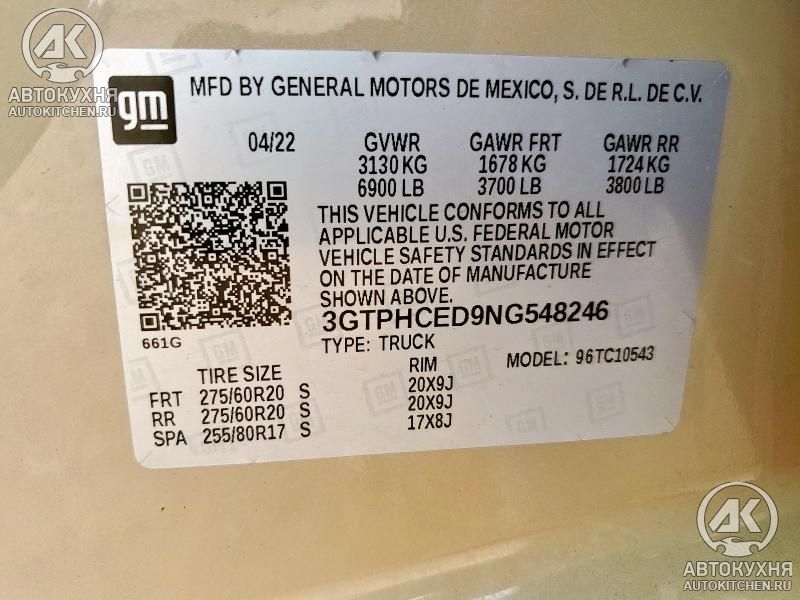 АВТОКУХНЯ
AUTOKITCHEN.RU
gm
MFD BY GENERAL MOTORS DE MEXICO, S. DE R.L. DE C.V.
04/22 GVWR GAWR FRT GAWR RR
3130 KG 1678 KG 1724 KG
6900 LB 3700 LB 3800 LB
THIS VEHICLE CONFORMS TO ALL
APPLICABLE U.S. FEDERAL MOTOR
VEHICLE SAFETY STANDARDS IN EFFECT
ON THE DATE OF MANUFACTURE
SHOWN ABOVE.
661G
3GTPHCED9NG548246
TYPE: TRUCK MODEL: 96TC10543
TIRE SIZE RIM
FRT 275/60R20 S 20X9J
RR 275/60R20 S 20X9J
SPA 255/80R17 S 17X8J
АВТОКУХНЯ
AUTOKITCHEN.RU